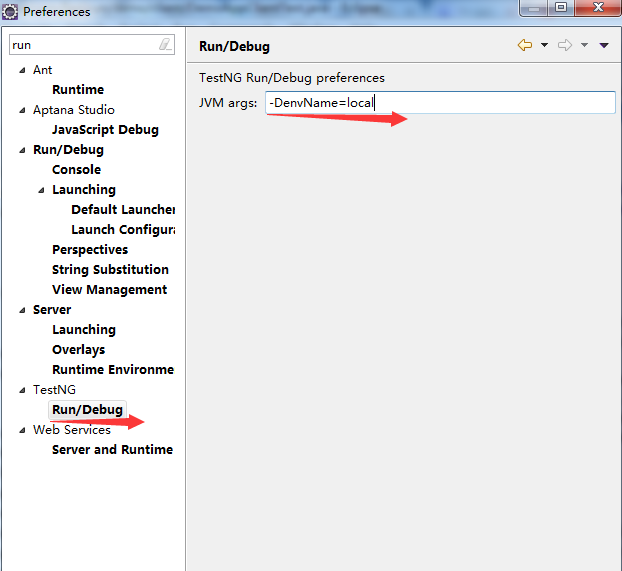 Preferences
run
Ant
Runtime
Aptana Studio
JavaScript Debug
Run/Debug
Console
Launching
Default Launcher
Launch Configura
Perspectives
String Substitution
View Management
Server
Launching
Overlays
Runtime Environme
TestNG
Run/Debug
Web Services
Server and Runtime
Run/Debug
TestNG Run/Debug preferences
JVM args: -DenvName=local